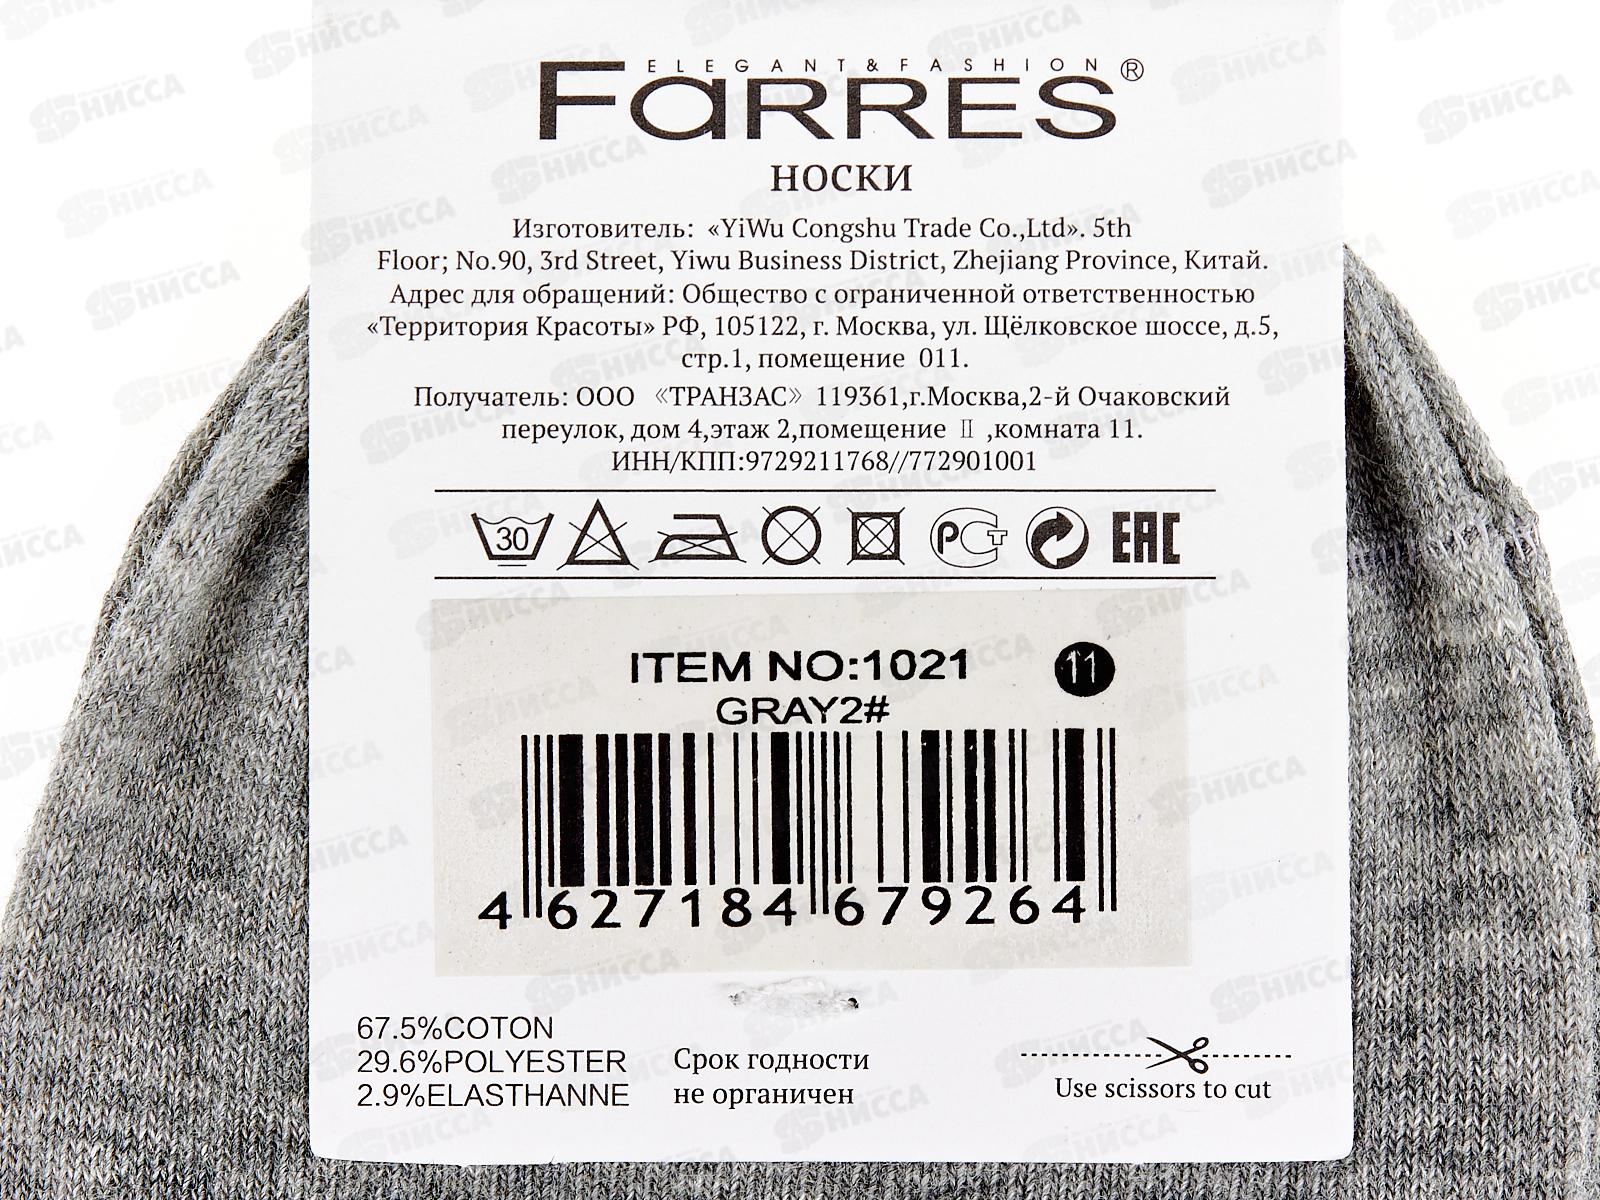 ELEGANT&FASHION
FaRRES®
НОСКИ
Изготовитель: «YiWu Congshu Trade Co.,Ltd». 5th
Floor; No.90, 3rd Street, Yiwu Business District, Zhejiang Province, Китай.
Адрес для обращений: Общество с ограниченной ответственностью
«Территория Красоты» РФ, 105122, г. Москва, ул. Щёлковское шоссе, д.5,
стр.1, помещение 011.
Получатель: ООО «ТРАНЗАС» 119361,г.Москва,2-й Очаковский
переулок, дом 4,этаж 2,помещение Ⅱ ,комната 11.
ИНН/КПП:9729211768//772901001
30 РСТ EAC
ITEM NO:1021 11
GRAY2#
4 627184 679264
67.5%COTON
29.6%POLYESTER
2.9%ELASTHANNE
Срок годности
не органичен
Use scissors to cut
НИССА